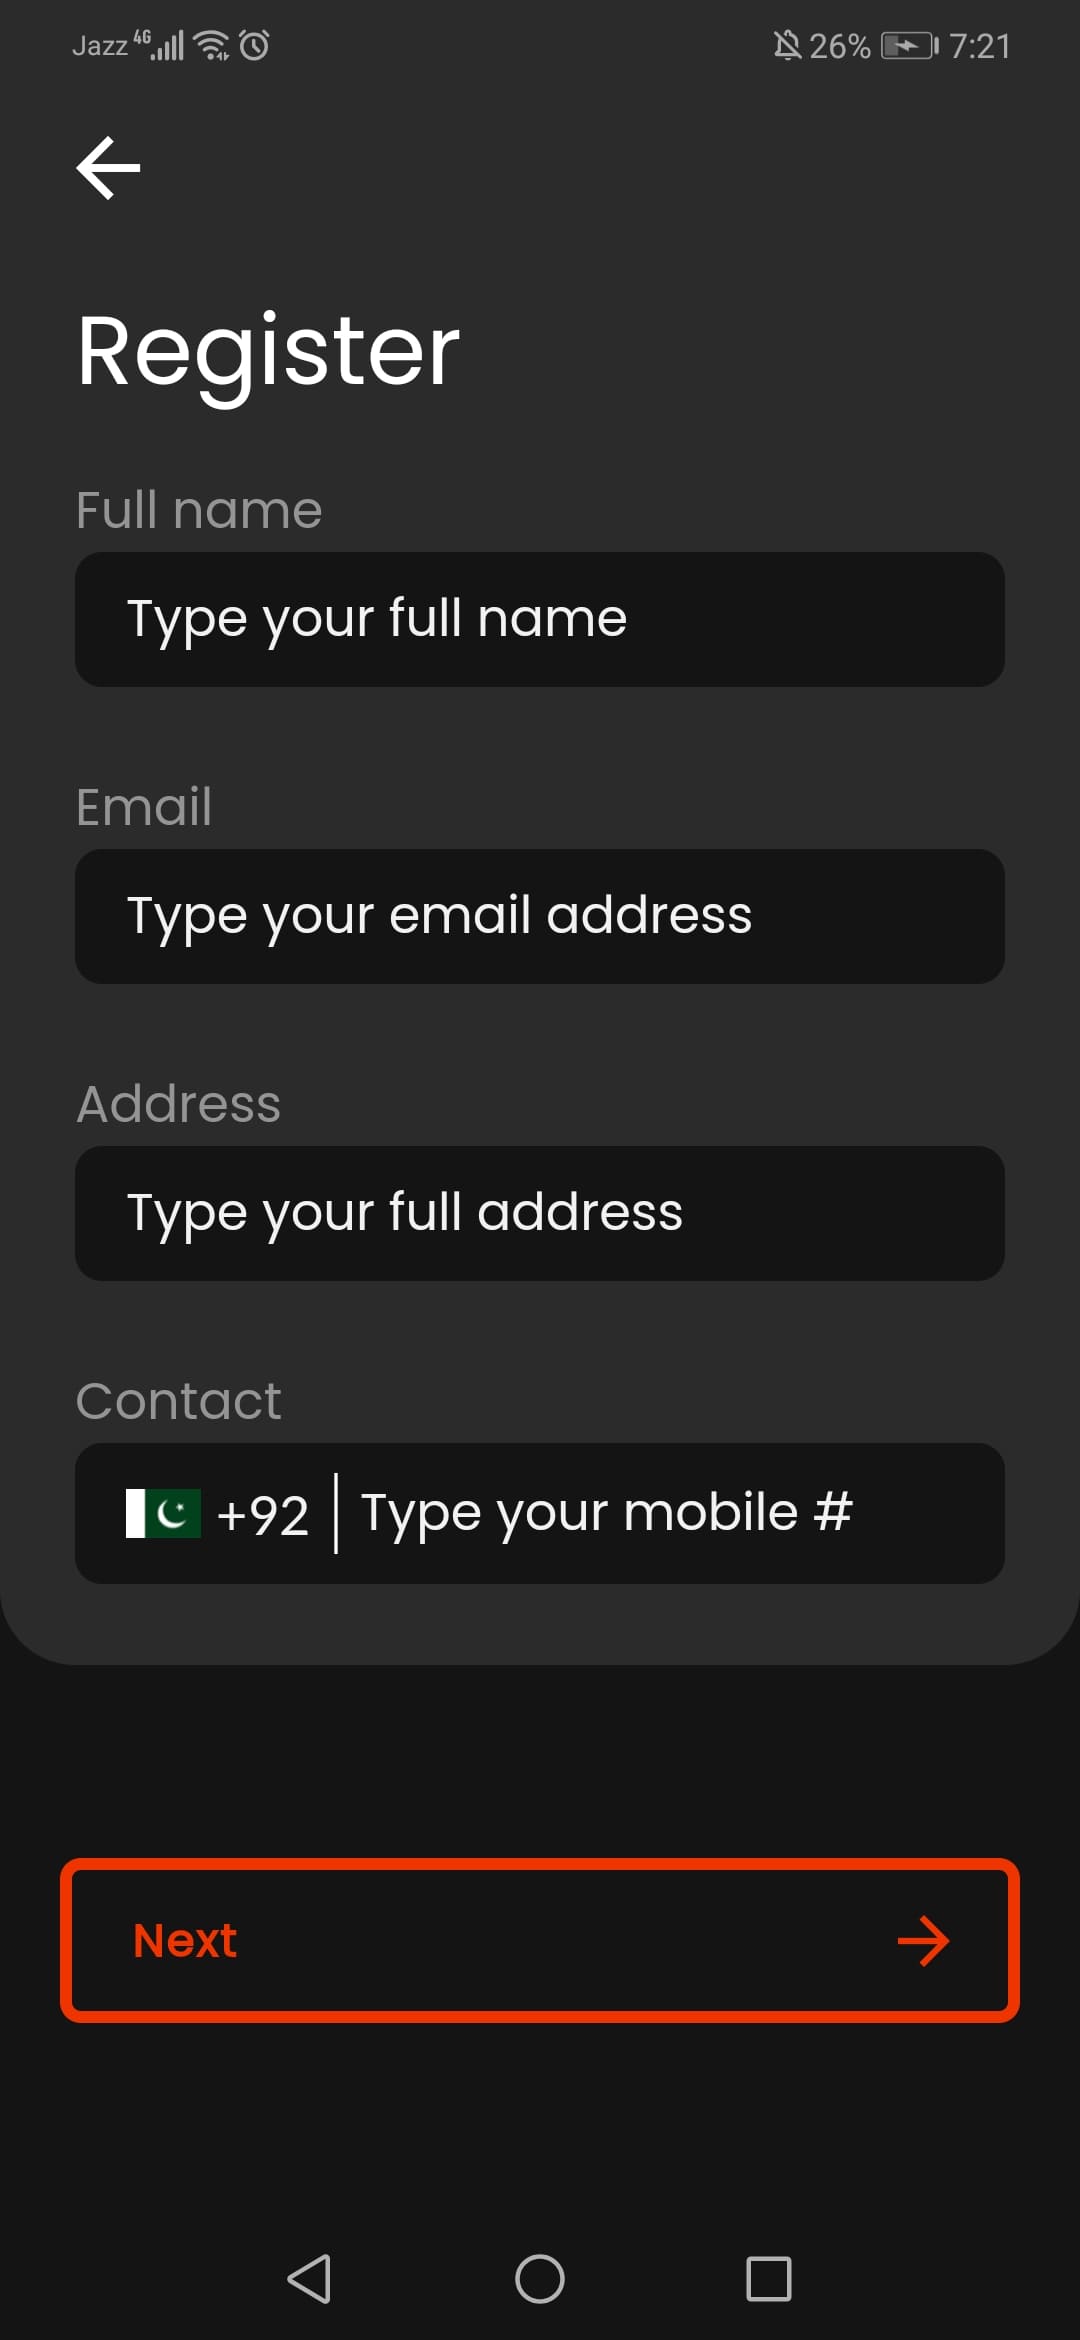 Jazz 4G 26% 7:21
Register
Full name
Type your full name
Email
Type your email address
Address
Type your full address
Contact
+92 Type your mobile #
Next